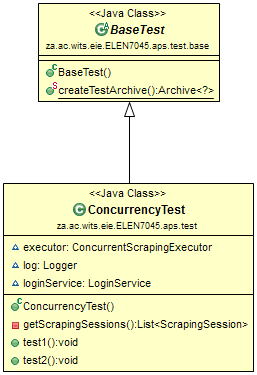 <<Java Class>>
BaseTest
za.ac.wits.eie.ELEN7045.aps.test.base
BaseTest()
createTestArchive():Archive<?>
<<Java Class>>
ConcurrencyTest
za.ac.wits.eie.ELEN7045.aps.test
executor: ConcurrentScrapingExecutor
log: Logger
loginService: LoginService
ConcurrencyTest()
getScrapingSessions():List<ScrapingSession>
test1():void
test2():void